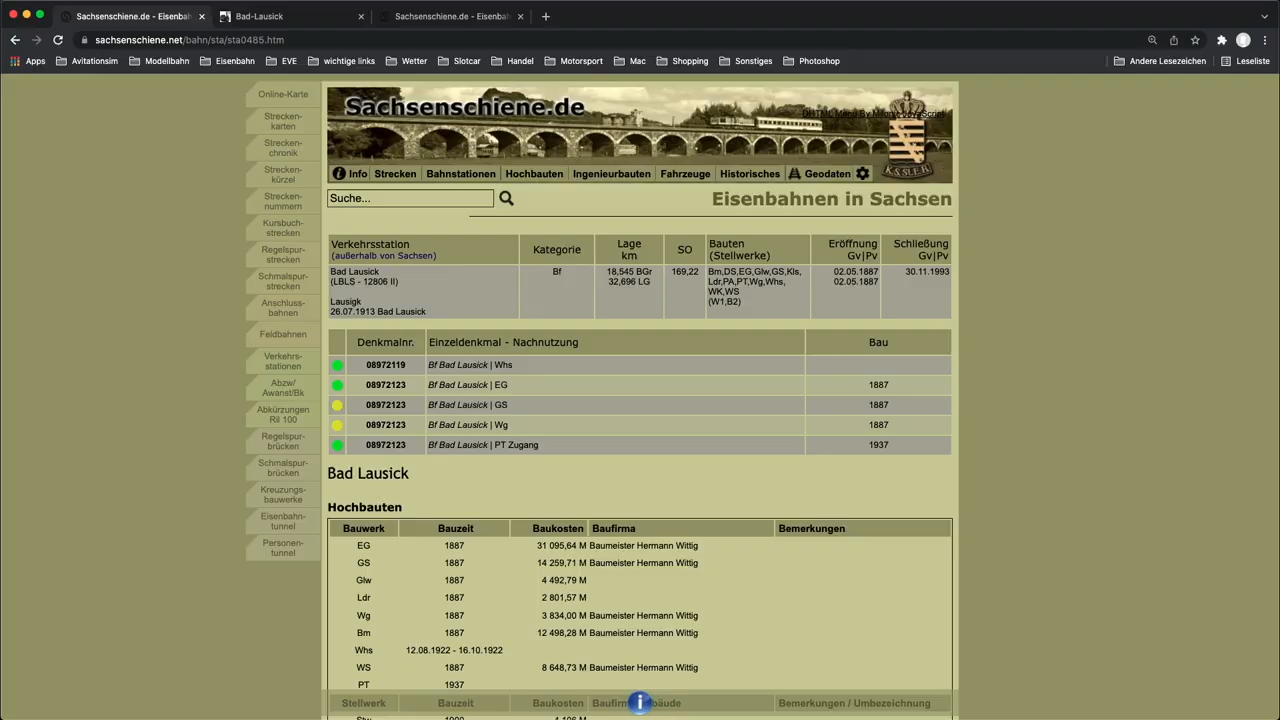 Sachsenschiene.de - Eisenbah
Bad-Lausick
Sachsenschiene.de - Eisenbah
sachsenschiene.net/bahn/sta/sta0485.htm
Apps Avitationsim Modellbahn Eisenbahn EVE wichtige links Wetter Slotcar Handel Motorsport Mac Shopping Sonstiges Photoshop Andere Lesezeichen Leseliste
Online-Karte
Strecken-
karten
Strecken-
chronik
Strecken-
kürzel
Strecken-
nummern
Kursbuch-
strecken
Regelspur-
strecken
Schmalspur-
strecken
Anschluss-
bahnen
Feldbahnen
Verkehrs-
stationen
Abzw/
Awanst/Bk
Abkürzungen
Ril 100
Regelspur-
brücken
Schmalspur-
brücken
Kreuzungs-
bauwerke
Eisenbahn-
tunnel
Personen-
tunnel
Sachsenschiene.de
DHTML Menu By Milonic JavaScript
K.S.STS.E.B.
Info Strecken Bahnstationen Hochbauten Ingenieurbauten Fahrzeuge Historisches Geodaten
Suche...
Eisenbahnen in Sachsen
Verkehrsstation
(außerhalb von Sachsen)
Kategorie
Lage
km
SO
Bauten
(Stellwerke)
Eröffnung
Gv|Pv
Schließung
Gv|Pv
Bad Lausick
(LBLS - 12806 II)
Lausigk
26.07.1913 Bad Lausick
Bf
18,545 BGr
32,696 LG
169,22
Bm,DS,EG,Glw,GS,Kls,
Ldr,PA,PT,Wg,Whs,
WK,WS
(W1,B2)
02.05.1887
02.05.1887
30.11.1993
Denkmalnr. Einzeldenkmal - Nachnutzung Bau
08972119 Bf Bad Lausick | Whs
08972123 Bf Bad Lausick | EG 1887
08972123 Bf Bad Lausick | GS 1887
08972123 Bf Bad Lausick | Wg 1887
08972123 Bf Bad Lausick | PT Zugang 1937
Bad Lausick
Hochbauten
Bauwerk Bauzeit Baukosten Baufirma Bemerkungen
EG 1887 31 095,64 M Baumeister Hermann Wittig
GS 1887 14 259,71 M Baumeister Hermann Wittig
Glw 1887 4 492,79 M
Ldr 1887 2 801,57 M
Wg 1887 3 834,00 M Baumeister Hermann Wittig
Bm 1887 12 498,28 M Baumeister Hermann Wittig
Whs 12.08.1922 - 16.10.1922
WS 1887 8 648,73 M Baumeister Hermann Wittig
PT 1937
Stellwerk Bauzeit Baukosten Bemerkungen / Umbezeichnung